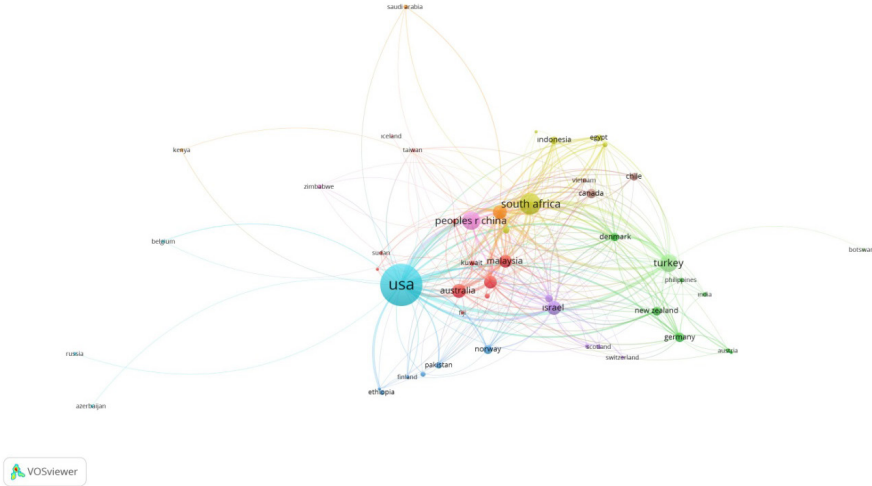 saudi arabia
iceland
indonesia
egypt
kenya
taiwan
zimbabwe
vietnam
chile
canada
south africa
peoples r china
belgium
denmark
botswa
sudan
kuwait
malaysia
turkey
usa
australia
philippines
israel
new zealand
fiji
germany
norway
scotland
austria
russia
switzerland
pakistan
finland
ethiopia
azerbaijan
VOSviewer